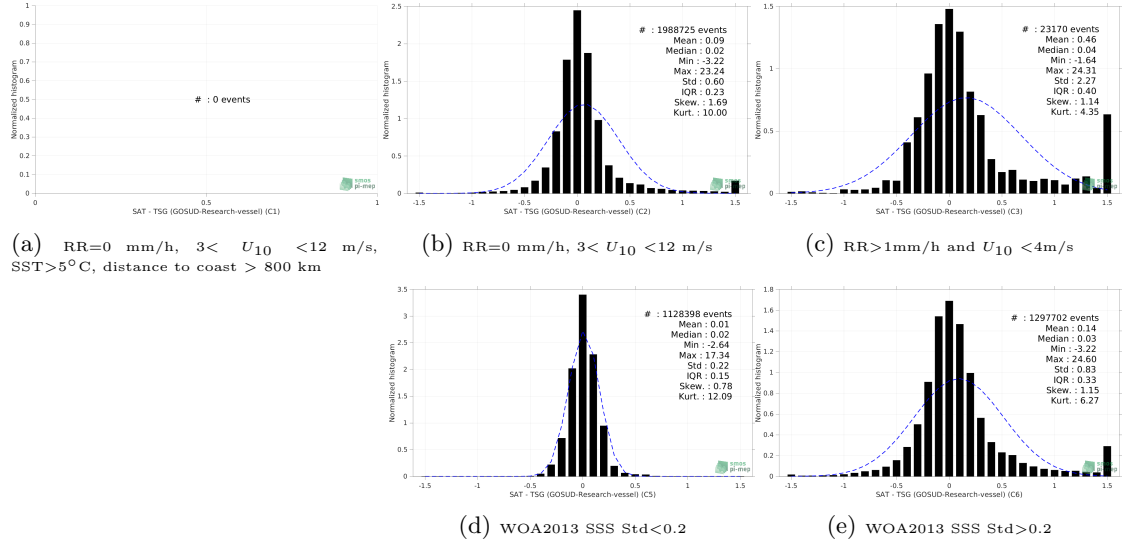 1
0.9
0.8
0.7
0.6
0.5
0.4
0.3
0.2
0.1
0
Normalized histogram
# : 0 events
0 0.5 1
SAT - TSG (GOSUD-Research-vessel) (C1)
smos
pi-mep
(a) RR=0 mm/h, 3< U10 <12 m/s,
SST>5°C, distance to coast > 800 km
2.5
2
1.5
1
0.5
0
Normalized histogram
# : 1988725 events
Mean : 0.09
Median : 0.02
Min : -3.22
Max : 23.24
Std : 0.60
IQR : 0.23
Skew. : 1.69
Kurt. : 10.00
-1.5 -1 -0.5 0 0.5 1 1.5
SAT - TSG (GOSUD-Research-vessel) (C2)
smos
pi-mep
(b) RR=0 mm/h, 3< U10 <12 m/s
1.5
1
0.5
0
Normalized histogram
# : 23170 events
Mean : 0.46
Median : 0.04
Min : -1.64
Max : 24.31
Std : 2.27
IQR : 0.40
Skew. : 1.14
Kurt. : 4.35
-1.5 -1 -0.5 0 0.5 1 1.5
SAT - TSG (GOSUD-Research-vessel) (C3)
smos
pi-mep
(c) RR>1mm/h and U10 <4m/s
3.5
3
2.5
2
1.5
1
0.5
0
Normalized histogram
# : 1128398 events
Mean : 0.01
Median : 0.02
Min : -2.64
Max : 17.34
Std : 0.22
IQR : 0.15
Skew. : 0.78
Kurt. : 12.09
-1.5 -1 -0.5 0 0.5 1 1.5
SAT - TSG (GOSUD-Research-vessel) (C5)
smos
pi-mep
(d) WOA2013 SSS Std<0.2
1.8
1.6
1.4
1.2
1
0.8
0.6
0.4
0.2
0
Normalized histogram
# : 1297702 events
Mean : 0.14
Median : 0.03
Min : -3.22
Max : 24.60
Std : 0.83
IQR : 0.33
Skew. : 1.15
Kurt. : 6.27
-1.5 -1 -0.5 0 0.5 1 1.5
SAT - TSG (GOSUD-Research-vessel) (C6)
smos
pi-mep
(e) WOA2013 SSS Std>0.2